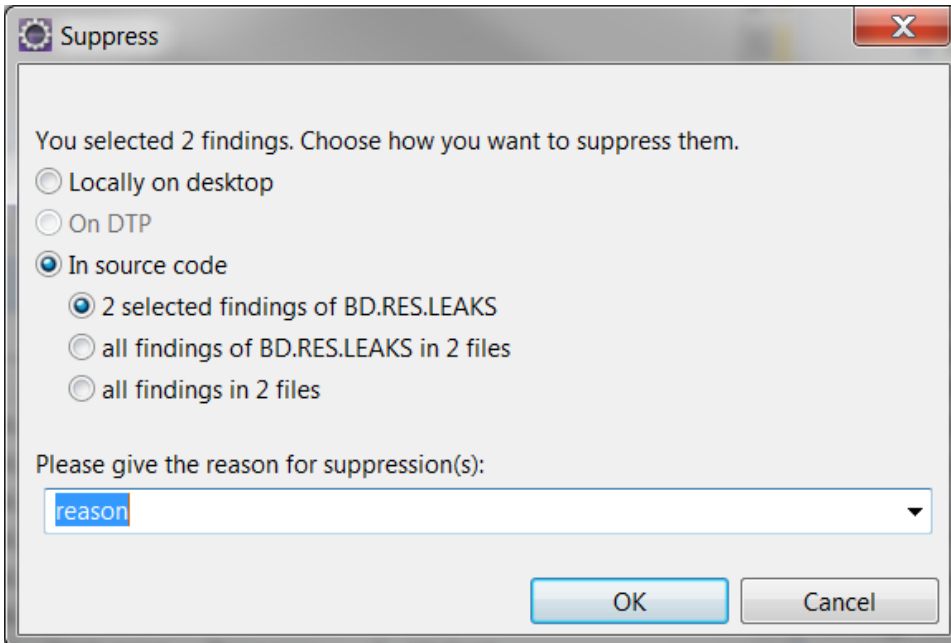 Suppress
You selected 2 findings. Choose how you want to suppress them.
Locally on desktop
On DTP
In source code
2 selected findings of BD.RES.LEAKS
all findings of BD.RES.LEAKS in 2 files
all findings in 2 files
Please give the reason for suppression(s):
reason
OK
Cancel